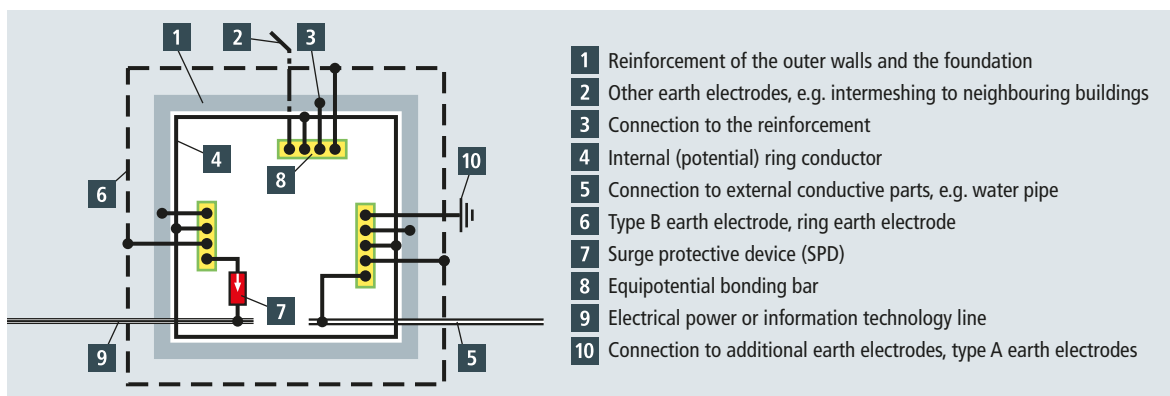 1
2
3
4
10
8
6
7
9
5
1 Reinforcement of the outer walls and the foundation
2 Other earth electrodes, e.g. intermeshing to neighbouring buildings
3 Connection to the reinforcement
4 Internal (potential) ring conductor
5 Connection to external conductive parts, e.g. water pipe
6 Type B earth electrode, ring earth electrode
7 Surge protective device (SPD)
8 Equipotential bonding bar
9 Electrical power or information technology line
10 Connection to additional earth electrodes, type A earth electrodes